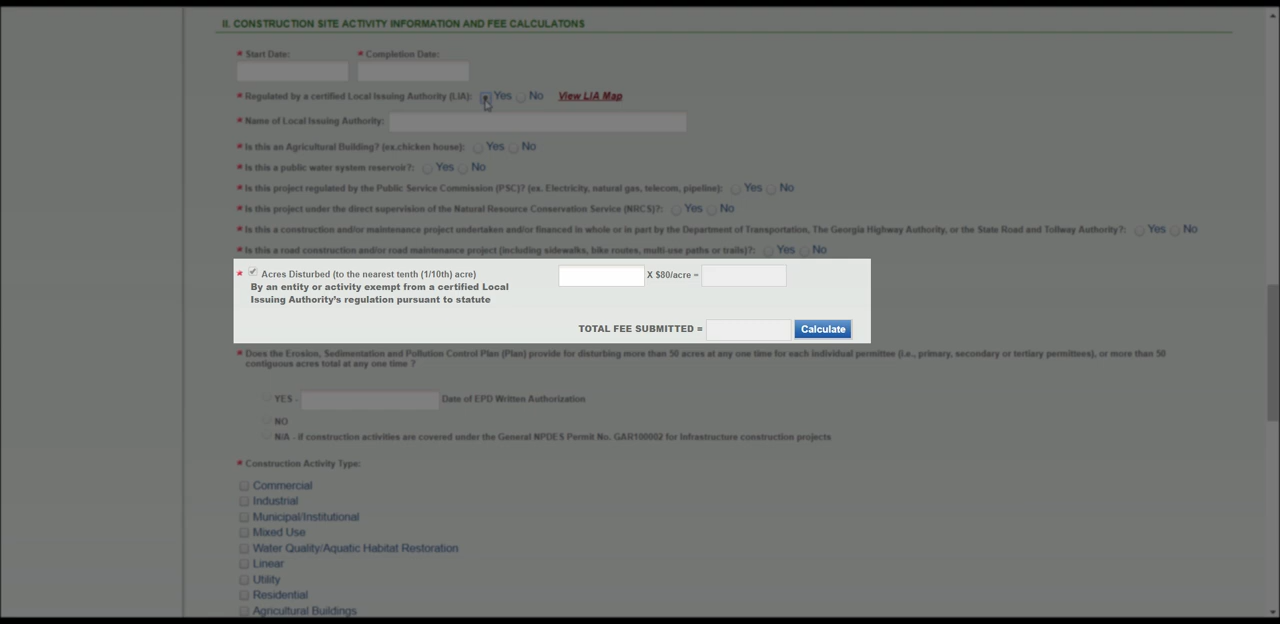 II. CONSTRUCTION SITE ACTIVITY INFORMATION AND FEE CALCULATONS
* Start Date: * Completion Date:
* Regulated by a certified Local Issuing Authority (LIA): Yes No View LIA Map
* Name of Local Issuing Authority:
* Is this an Agricultural Building? (ex.chicken house): Yes No
* Is this a public water system reservoir?: Yes No
* Is this project regulated by the Public Service Commission (PSC)? (ex. Electricity, natural gas, telecom, pipeline): Yes No
* Is this project under the direct supervision of the Natural Resource Conservation Service (NRCS)?: Yes No
* Is this a construction and/or maintenance project undertaken and/or financed in whole or in part by the Department of Transportation, The Georgia Highway Authority, or the State Road and Tollway Authority?: Yes No
* Is this a road construction and/or road maintenance project (including sidewalks, bike routes, multi-use paths or trails)?: Yes No
* Acres Disturbed (to the nearest tenth (1/10th) acre) X $80/acre =
By an entity or activity exempt from a certified Local
Issuing Authority's regulation pursuant to statute
TOTAL FEE SUBMITTED = Calculate
* Does the Erosion, Sedimentation and Pollution Control Plan (Plan) provide for disturbing more than 50 acres at any one time for each individual permittee (i.e., primary, secondary or tertiary permittees), or more than 50
contiguous acres total at any one time ?
YES - Date of EPD Written Authorization
NO
N/A - if construction activities are covered under the General NPDES Permit No. GAR100002 for Infrastructure construction projects
* Construction Activity Type:
Commercial
Industrial
Municipal/Institutional
Mixed Use
Water Quality/Aquatic Habitat Restoration
Linear
Utility
Residential
Agricultural Buildings